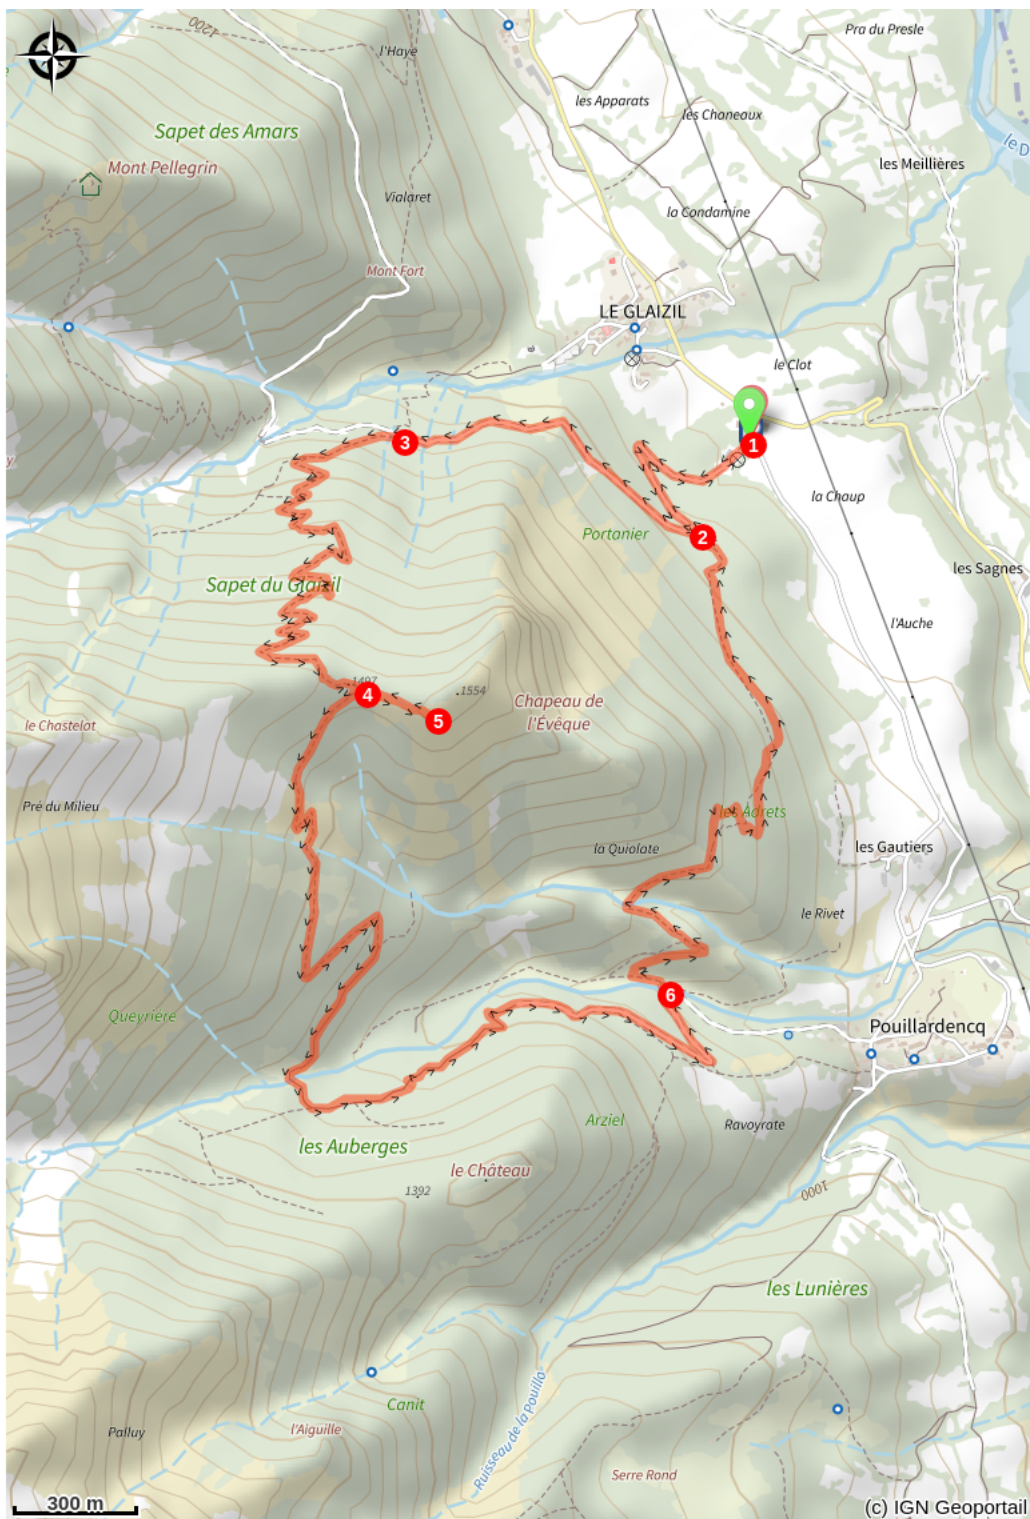 1200
l'Haye
Pra du Presle
les Apparats
les Chaneaux
Sapet des Amars
Mont Pellegrin
les Meillières
le D
Vialaret
la Condamine
Mont Fort
LE GLAIZIL
le Clot
1
3
la Chaup
2
Portanier
les Sagnes
Sapet du Glaizil
l'Auche
1497
4
1554
5
Chapeau de
l'Évêque
le Chastelat
Pré du Milieu
les Adrets
la Quiolate
les Gautiers
le Rivet
6
Queyrière
Pouillardencq
Arziel
Ravoyrate
les Auberges
le Château
1392
1000
les Lunières
Canit
Ruisseau de la Pouillo
Palluy
l'Aiguille
Serre Rond
300 m
(c) IGN Geoportail